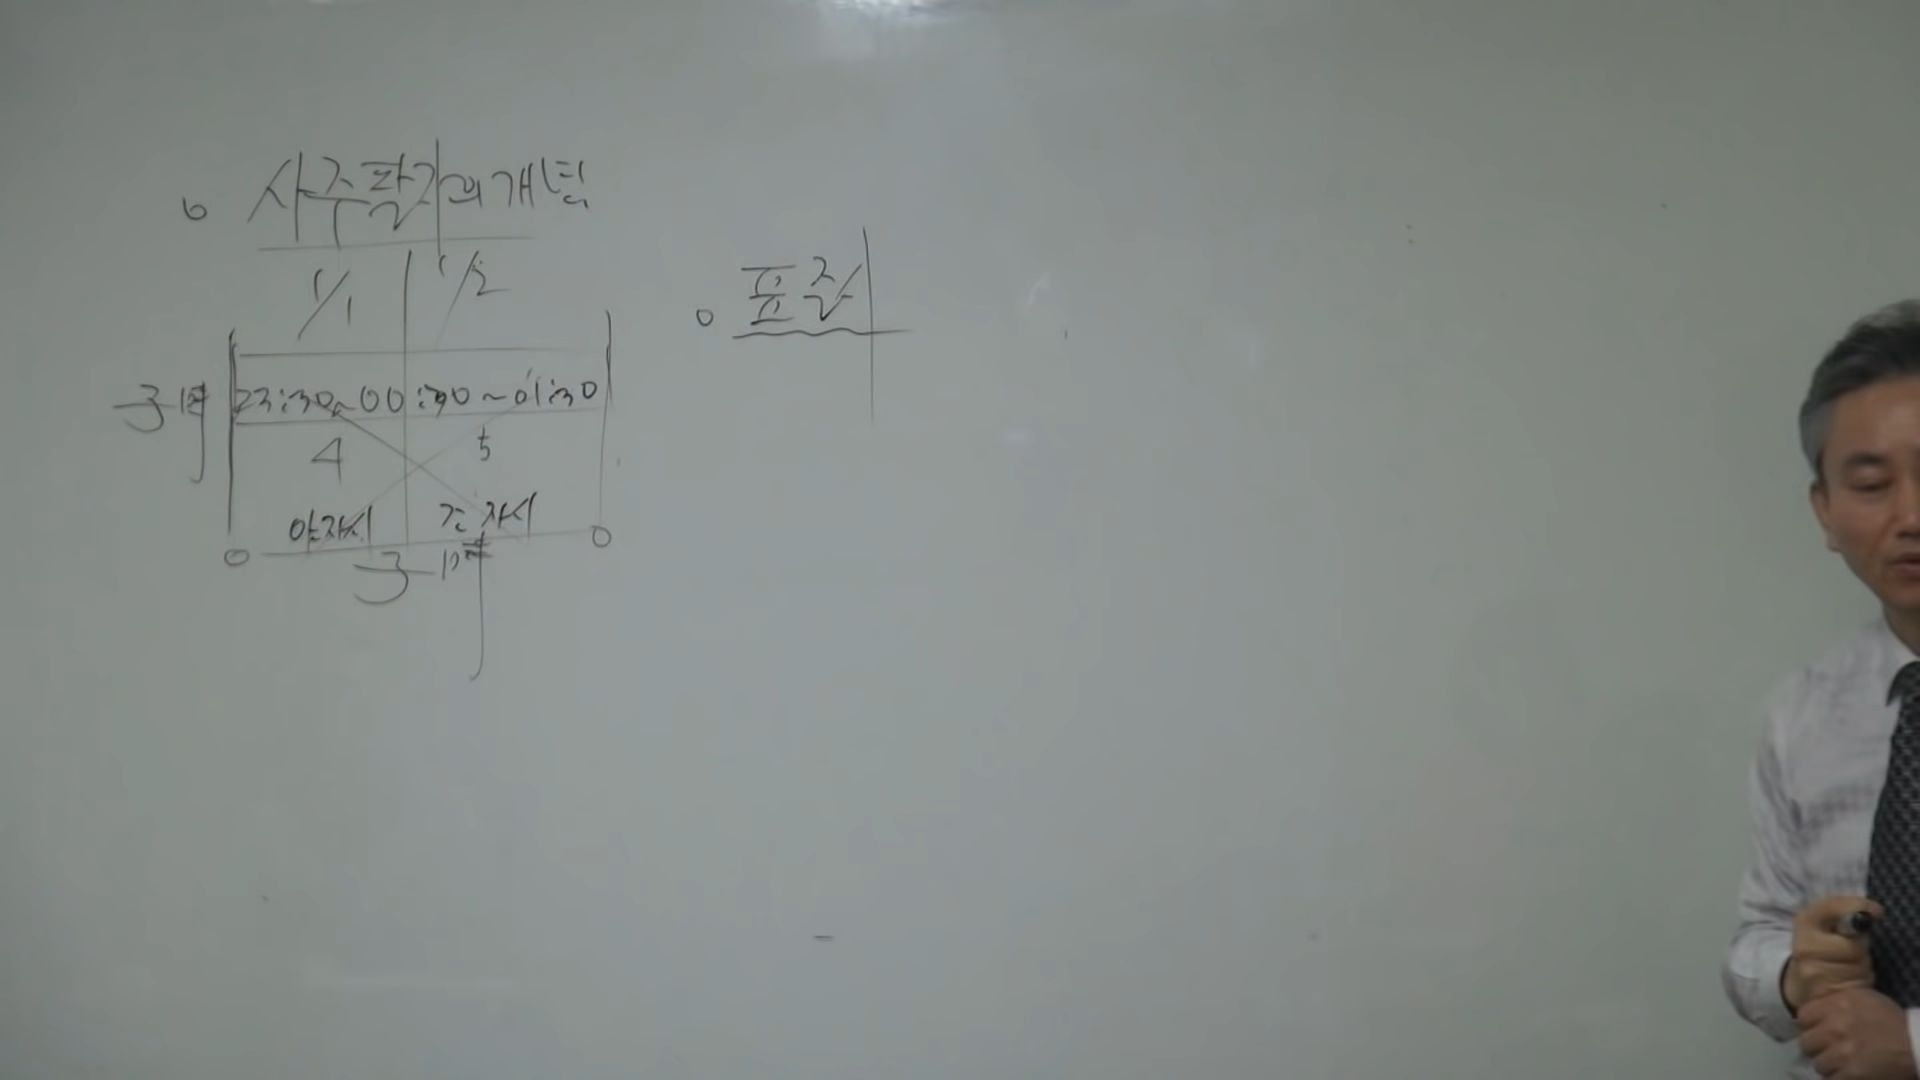 사주팔자의 개념
1/1 1/2
子時 23:30~00:30~01:30
4 5
야자시 조자시
子時
표준